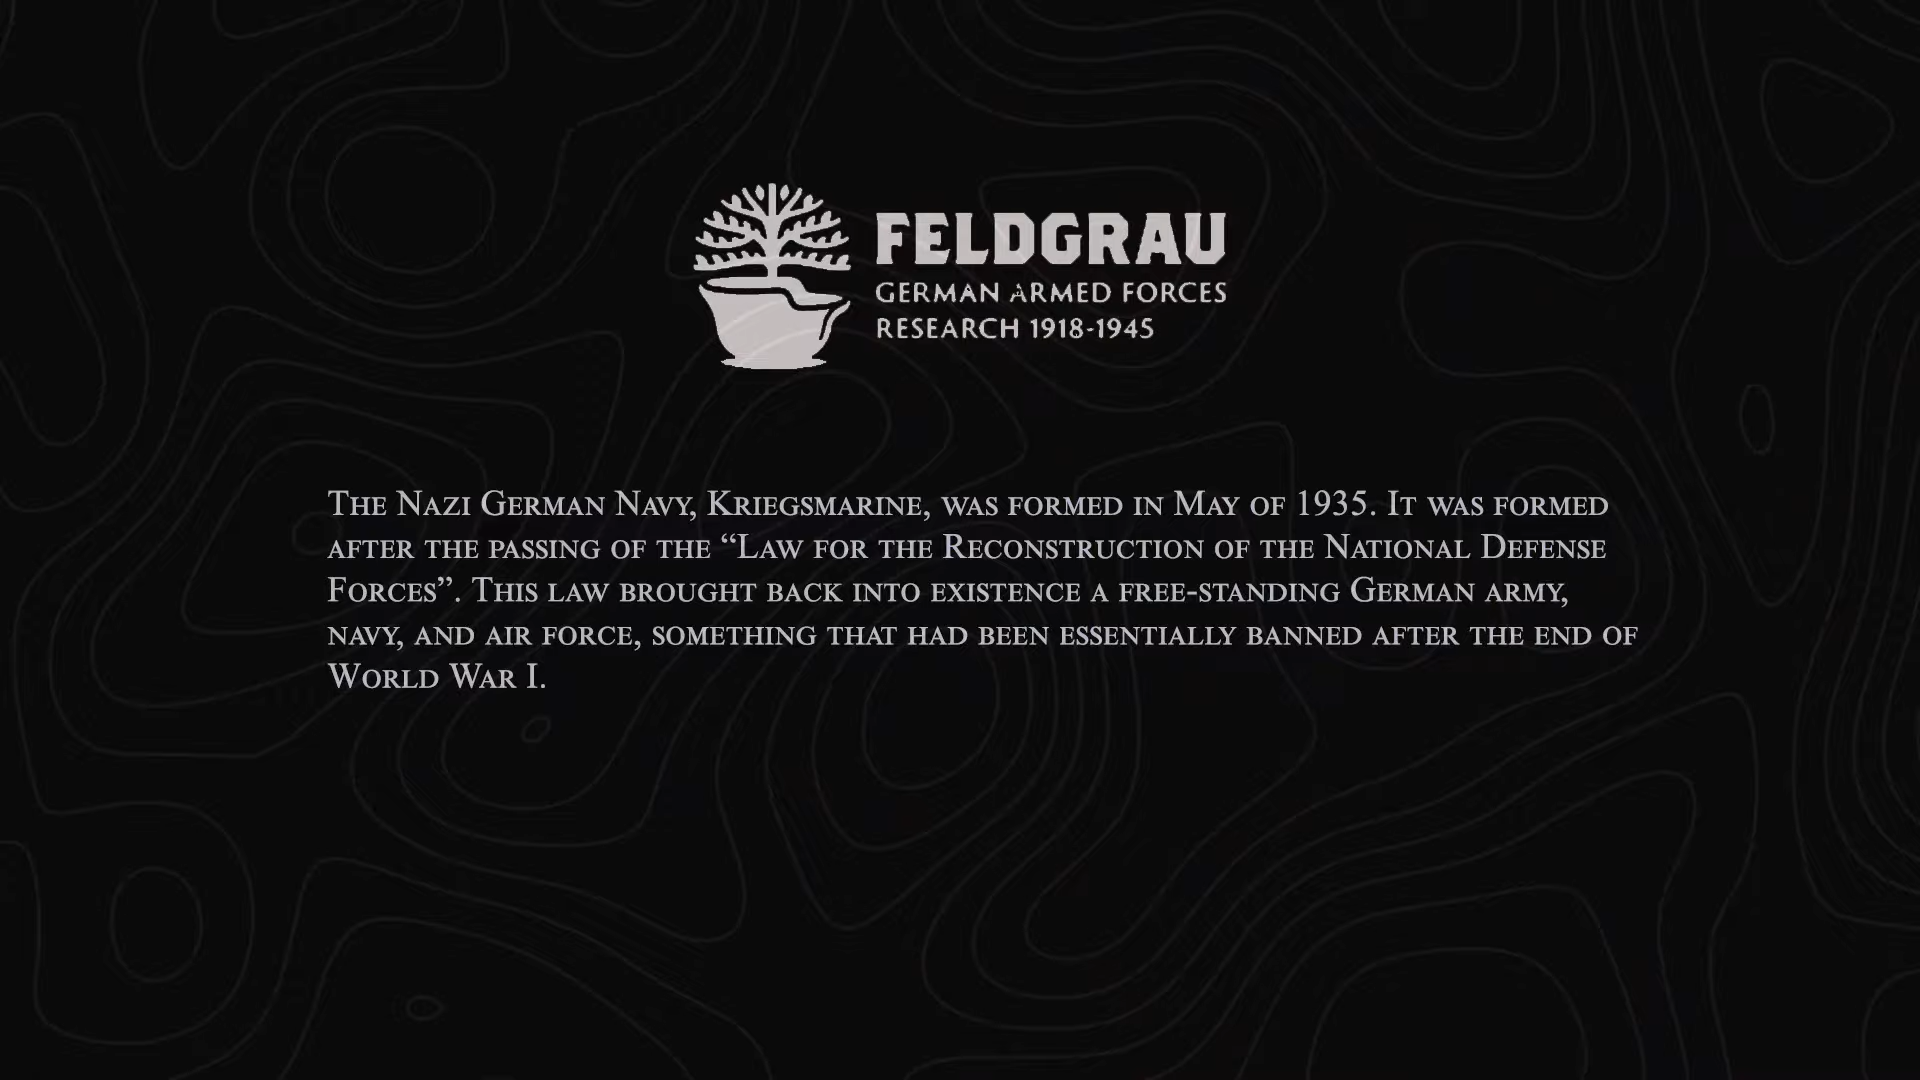 FELDGRAU
GERMAN ARMED FORCES
RESEARCH 1918-1945
The Nazi German Navy, Kriegsmarine, was formed in May of 1935. It was formed
after the passing of the “Law for the Reconstruction of the National Defense
Forces”. This law brought back into existence a free-standing German army,
navy, and air force, something that had been essentially banned after the end of
World War I.